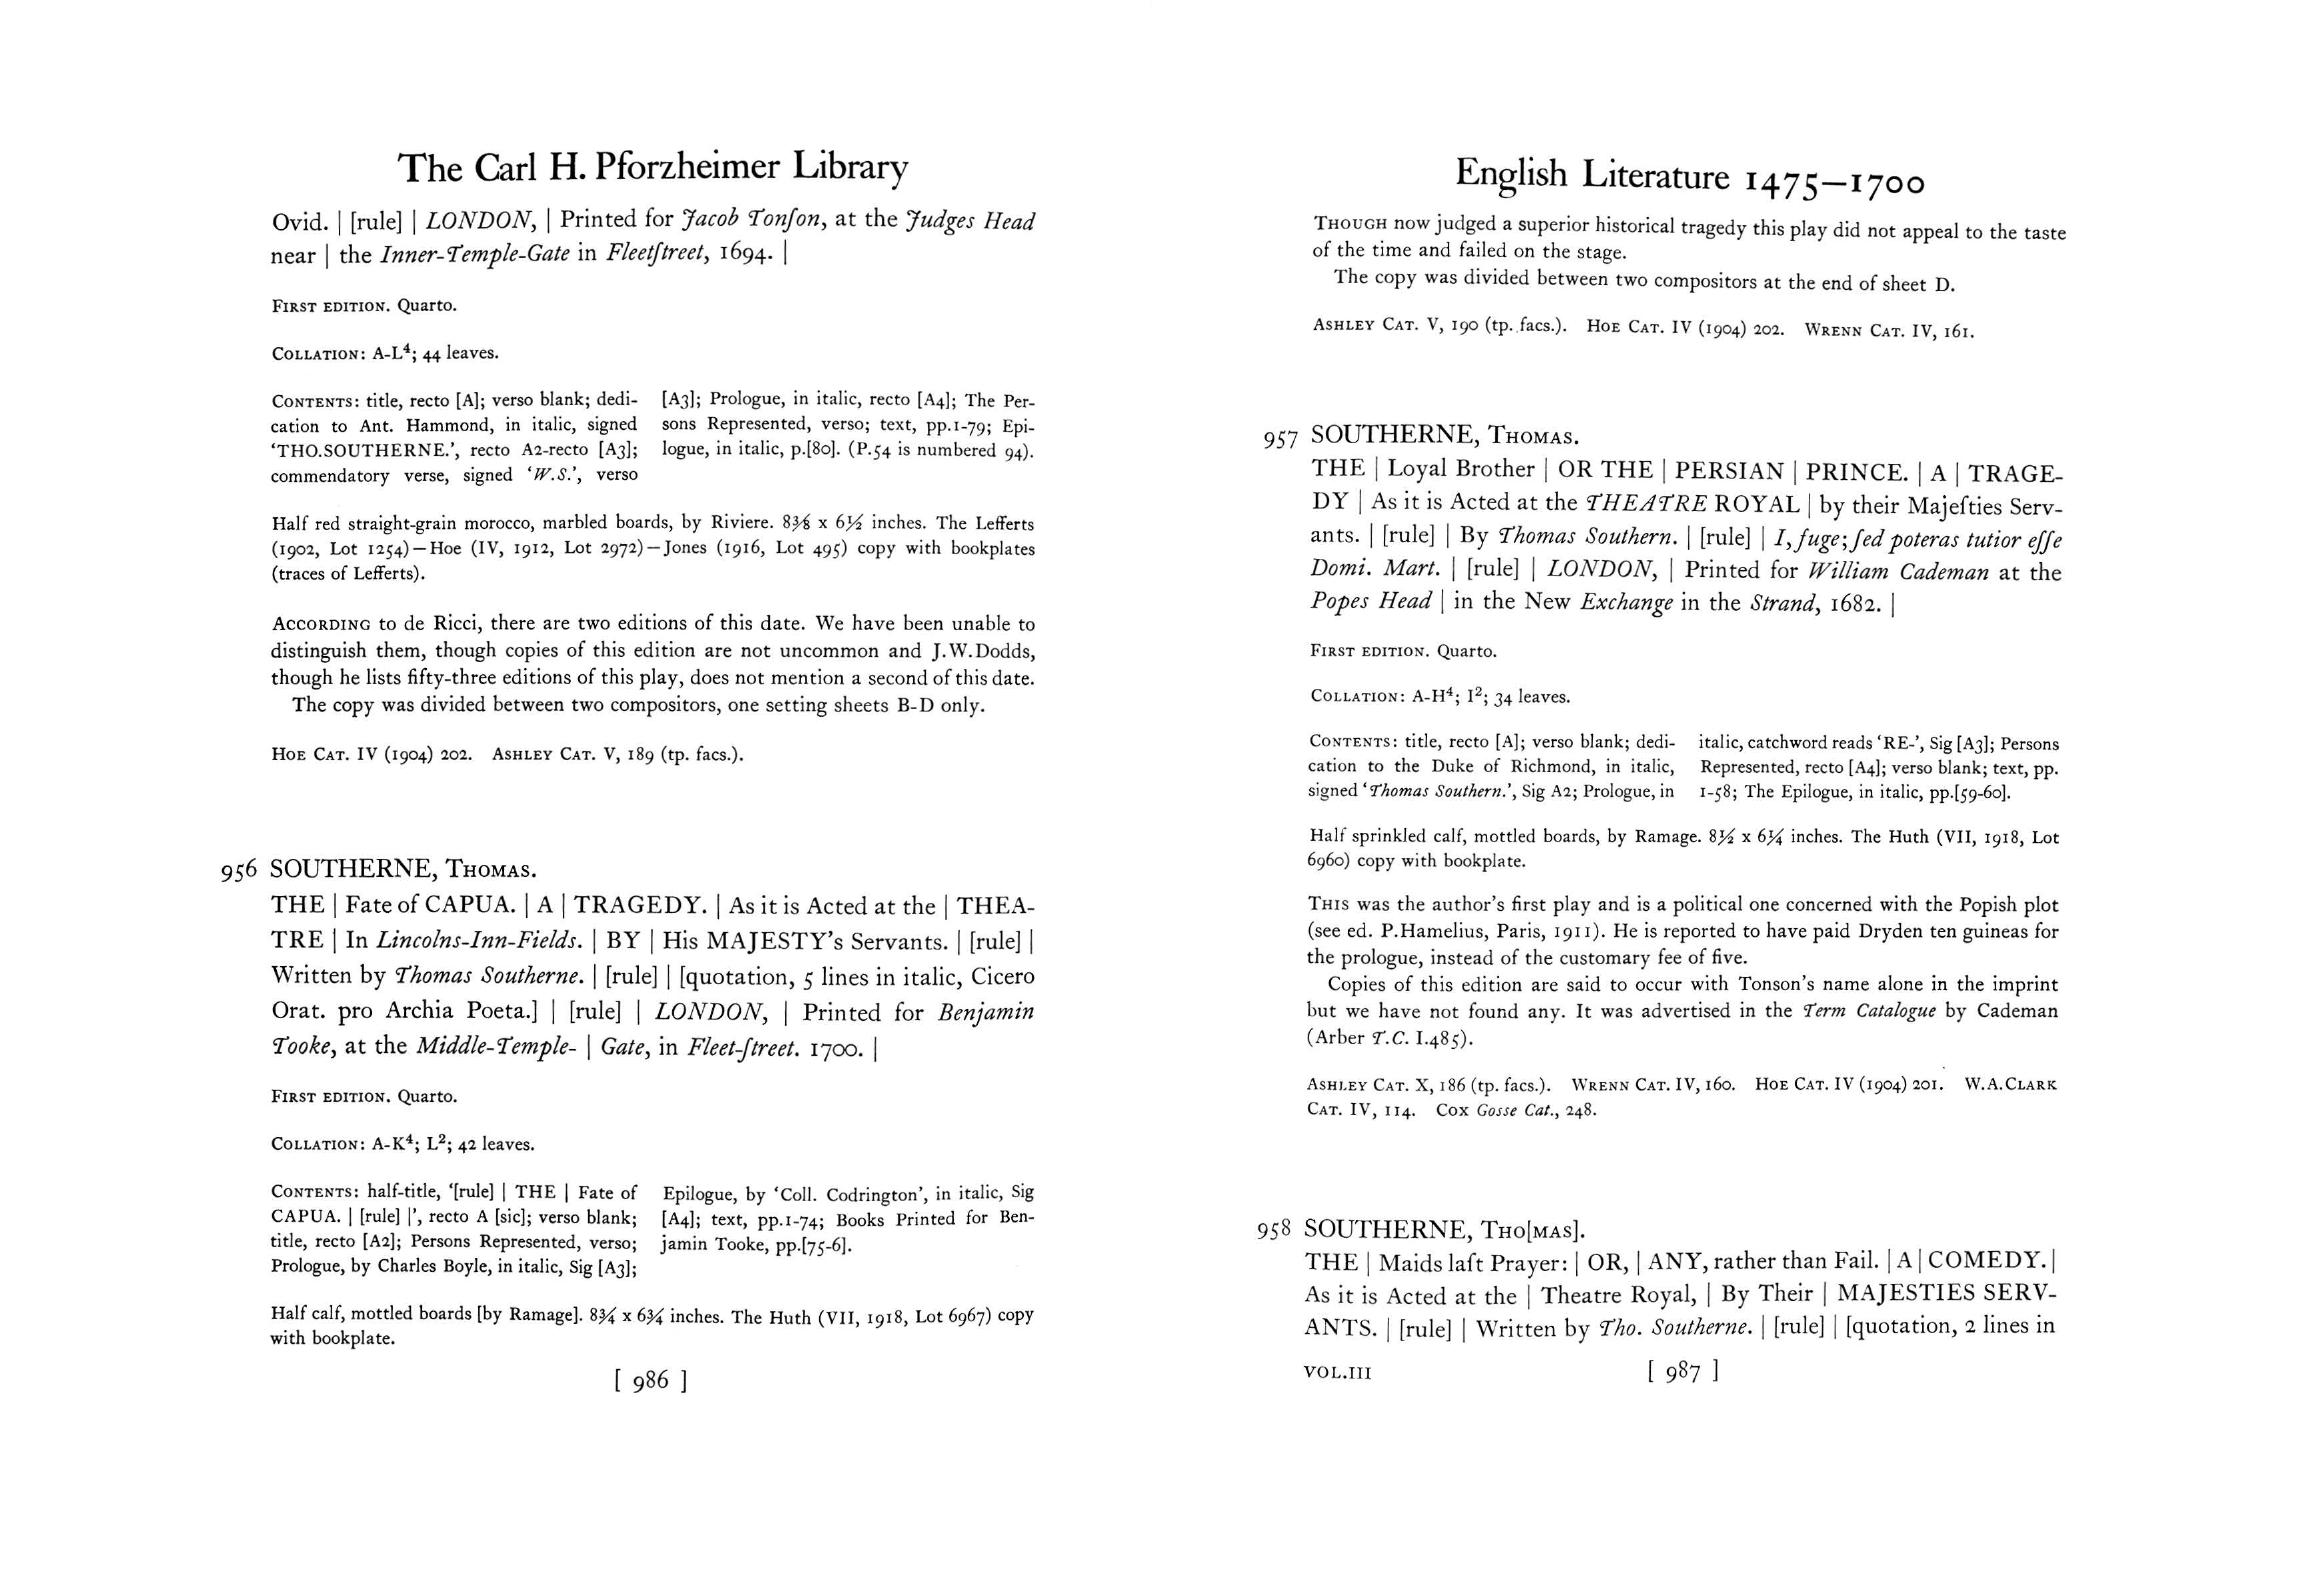 The Carl H. Pforzheimer Library
Ovid. | [rule] | LONDON, | Printed for Jacob Tonſon, at the Judges Head
near | the Inner-Temple-Gate in Fleetſtreet, 1694. |
FIRST EDITION. Quarto.
COLLATION: A-L⁴; 44 leaves.
CONTENTS: title, recto [A]; verso blank; dedi-
cation to Ant. Hammond, in italic, signed
‘THO.SOUTHERNE.’, recto A2-recto [A3];
commendatory verse, signed ‘W.S.’, verso
[A3]; Prologue, in italic, recto [A4]; The Per-
sons Represented, verso; text, pp.1-79; Epi-
logue, in italic, p.[80]. (P.54 is numbered 94).
Half red straight-grain morocco, marbled boards, by Riviere. 8⅜ x 6½ inches. The Lefferts
(1902, Lot 1254)—Hoe (IV, 1912, Lot 2972)—Jones (1916, Lot 495) copy with bookplates
(traces of Lefferts).
ACCORDING to de Ricci, there are two editions of this date. We have been unable to
distinguish them, though copies of this edition are not uncommon and J.W.Dodds,
though he lists fifty-three editions of this play, does not mention a second of this date.
The copy was divided between two compositors, one setting sheets B-D only.
HOE CAT. IV (1904) 202. ASHLEY CAT. V, 189 (tp. facs.).
956 SOUTHERNE, THOMAS.
THE | Fate of CAPUA. | A | TRAGEDY. | As it is Acted at the | THEA-
TRE | In Lincolns-Inn-Fields. | BY | His MAJESTY’s Servants. | [rule] |
Written by Thomas Southerne. | [rule] | [quotation, 5 lines in italic, Cicero
Orat. pro Archia Poeta.] | [rule] | LONDON, | Printed for Benjamin
Tooke, at the Middle-Temple- | Gate, in Fleet-ſtreet. 1700. |
FIRST EDITION. Quarto.
COLLATION: A-K⁴; L²; 42 leaves.
CONTENTS: half-title, ‘[rule] | THE | Fate of
CAPUA. | [rule] |’, recto A [sic]; verso blank;
title, recto [A2]; Persons Represented, verso;
Prologue, by Charles Boyle, in italic, Sig [A3];
Epilogue, by ‘Coll. Codrington’, in italic, Sig
[A4]; text, pp.1-74; Books Printed for Ben-
jamin Tooke, pp.[75-6].
Half calf, mottled boards [by Ramage]. 8¾ x 6¾ inches. The Huth (VII, 1918, Lot 6967) copy
with bookplate.
[ 986 ]
English Literature 1475—1700
THOUGH now judged a superior historical tragedy this play did not appeal to the taste
of the time and failed on the stage.
The copy was divided between two compositors at the end of sheet D.
ASHLEY CAT. V, 190 (tp. facs.). HOE CAT. IV (1904) 202. WRENN CAT. IV, 161.
957 SOUTHERNE, THOMAS.
THE | Loyal Brother | OR THE | PERSIAN | PRINCE. | A | TRAGE-
DY | As it is Acted at the THEATRE ROYAL | by their Majeſties Serv-
ants. | [rule] | By Thomas Southern. | [rule] | I, fuge; ſed poteras tutior eſſe
Domi. Mart. | [rule] | LONDON, | Printed for William Cademan at the
Popes Head | in the New Exchange in the Strand, 1682. |
FIRST EDITION. Quarto.
COLLATION: A-H⁴; I²; 34 leaves.
CONTENTS: title, recto [A]; verso blank; dedi-
cation to the Duke of Richmond, in italic,
signed ‘Thomas Southern.’, Sig A2; Prologue, in
italic, catchword reads ‘RE-’, Sig [A3]; Persons
Represented, recto [A4]; verso blank; text, pp.
1-58; The Epilogue, in italic, pp.[59-60].
Half sprinkled calf, mottled boards, by Ramage. 8½ x 6¼ inches. The Huth (VII, 1918, Lot
6960) copy with bookplate.
THIS was the author’s first play and is a political one concerned with the Popish plot
(see ed. P.Hamelius, Paris, 1911). He is reported to have paid Dryden ten guineas for
the prologue, instead of the customary fee of five.
Copies of this edition are said to occur with Tonson’s name alone in the imprint
but we have not found any. It was advertised in the Term Catalogue by Cademan
(Arber T.C. I.485).
ASHLEY CAT. X, 186 (tp. facs.). WRENN CAT. IV, 160. HOE CAT. IV (1904) 201. W.A.CLARK
CAT. IV, 114. COX Gosse Cat., 248.
958 SOUTHERNE, THO[MAS].
THE | Maids laſt Prayer: | OR, | ANY, rather than Fail. | A | COMEDY. |
As it is Acted at the | Theatre Royal, | By Their | MAJESTIES SERV-
ANTS. | [rule] | Written by Tho. Southerne. | [rule] | [quotation, 2 lines in
VOL.III [ 987 ]